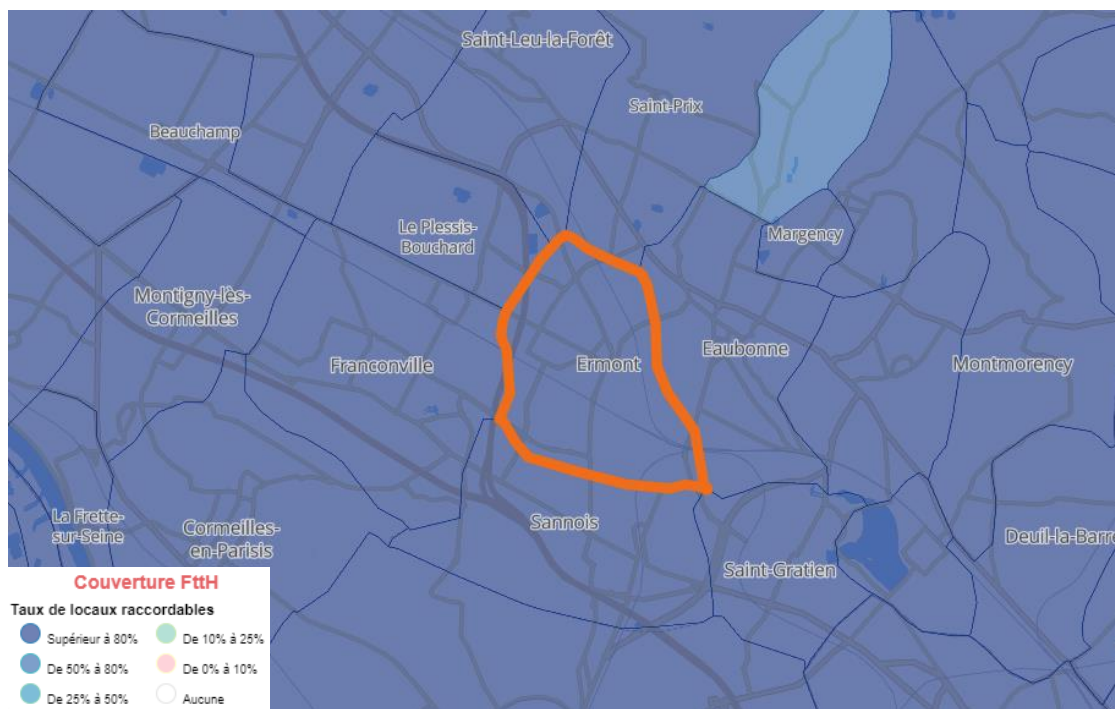 Saint-Leu-la-Forêt
Saint-Prix
Beauchamp
Le Plessis-
Bouchard
Margency
Montigny-lès-
Cormeilles
Franconville
Ermont
Eaubonne
Montmorency
La Frette-
sur-Seine
Cormeilles-
en-Parisis
Sannois
Saint-Gratien
Deuil-la-Barre
Couverture FttH
Taux de locaux raccordables
Supérieur à 80%
De 10% à 25%
De 50% à 80%
De 0% à 10%
De 25% à 50%
Aucune